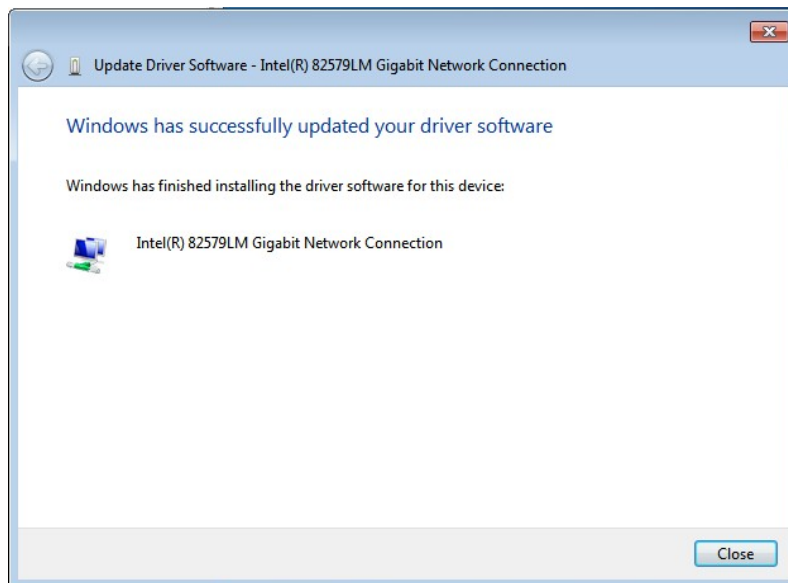 Update Driver Software - Intel(R) 82579LM Gigabit Network Connection
Windows has successfully updated your driver software
Windows has finished installing the driver software for this device:
Intel(R) 82579LM Gigabit Network Connection
Close